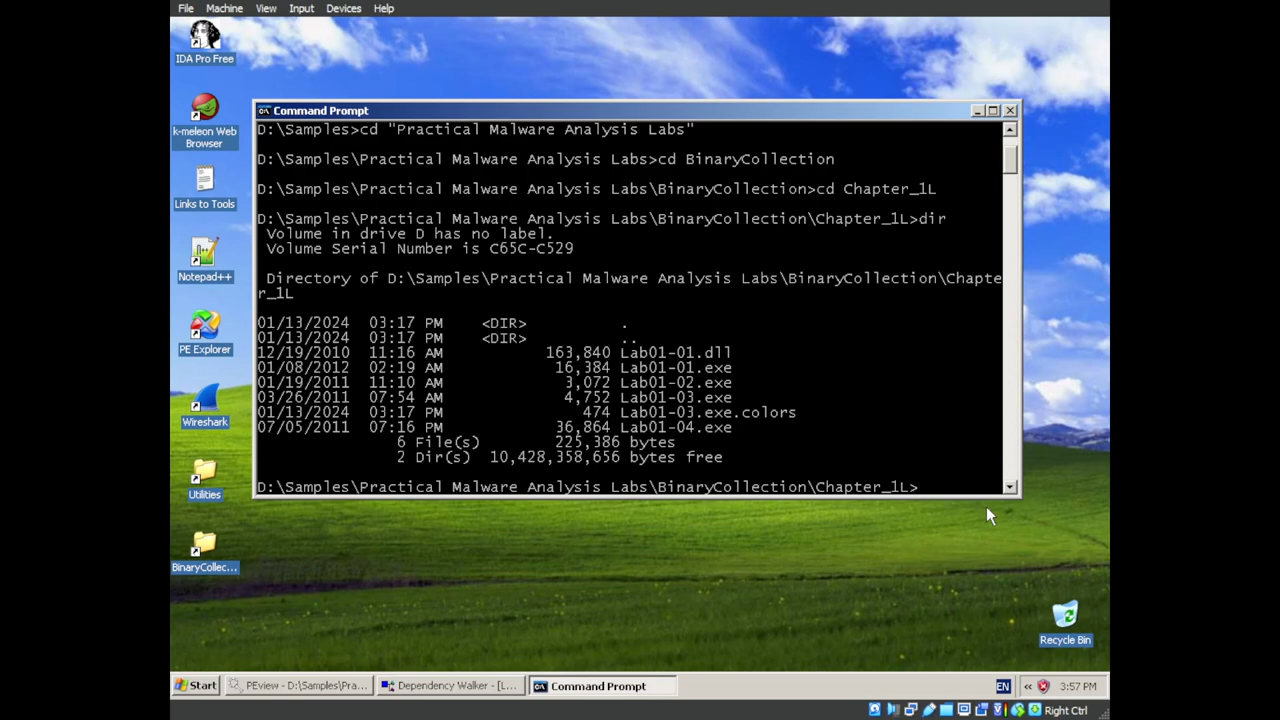 File Machine View Input Devices Help
IDA Pro Free
k-meleon Web
Browser
Links to Tools
Notepad++
PE Explorer
Wireshark
Utilities
BinaryCollec...
Command Prompt
D:\Samples>cd "Practical Malware Analysis Labs"
D:\Samples\Practical Malware Analysis Labs>cd BinaryCollection
D:\Samples\Practical Malware Analysis Labs\BinaryCollection>cd Chapter_1L
D:\Samples\Practical Malware Analysis Labs\BinaryCollection\Chapter_1L>dir
Volume in drive D has no label.
Volume Serial Number is C65C-C529
Directory of D:\Samples\Practical Malware Analysis Labs\BinaryCollection\Chapte
r_1L
01/13/2024 03:17 PM <DIR> .
01/13/2024 03:17 PM <DIR> ..
12/19/2010 11:16 AM 163,840 Lab01-01.dll
01/08/2012 02:19 AM 16,384 Lab01-01.exe
01/19/2011 11:10 AM 3,072 Lab01-02.exe
03/26/2011 07:54 AM 4,752 Lab01-03.exe
01/13/2024 03:17 PM 474 Lab01-03.exe.colors
07/05/2011 07:16 PM 36,864 Lab01-04.exe
6 File(s) 225,386 bytes
2 Dir(s) 10,428,358,656 bytes free
D:\Samples\Practical Malware Analysis Labs\BinaryCollection\Chapter_1L>
Recycle Bin
Start PEview - D:\Samples\Pra... Dependency Walker - [L... Command Prompt EN « 3:57 PM
Right Ctrl